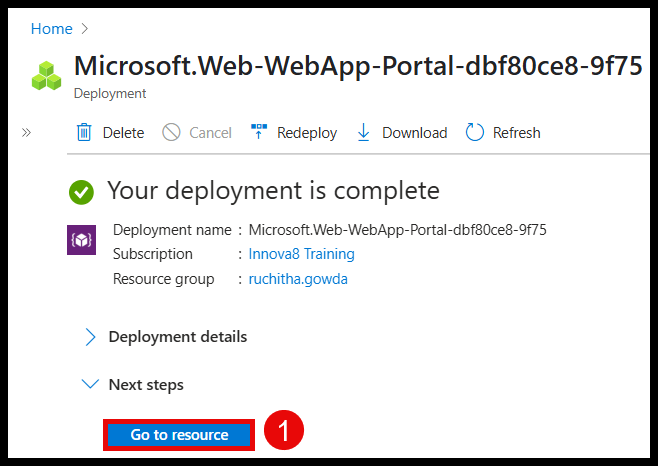 Home >
Microsoft.Web-WebApp-Portal-dbf80ce8-9f75
Deployment
» Delete Cancel Redeploy Download Refresh
Your deployment is complete
Deployment name : Microsoft.Web-WebApp-Portal-dbf80ce8-9f75
Subscription : Innova8 Training
Resource group : ruchitha.gowda
Deployment details
Next steps
Go to resource 1